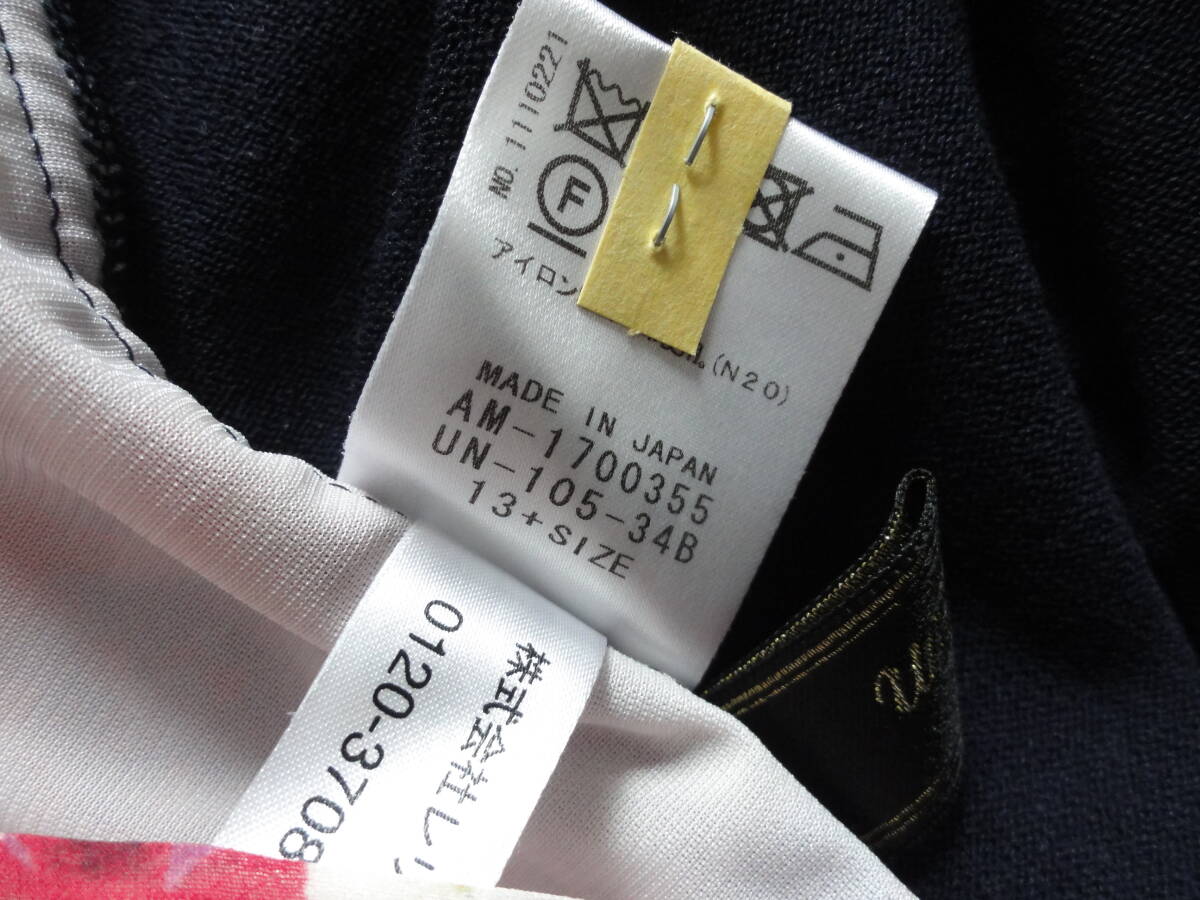 NO. 1110221
F
アイロン
(N20)
MADE IN JAPAN
AM-1700355
UN-105-34B
13+SIZE
株式会社レリ
0120-3708